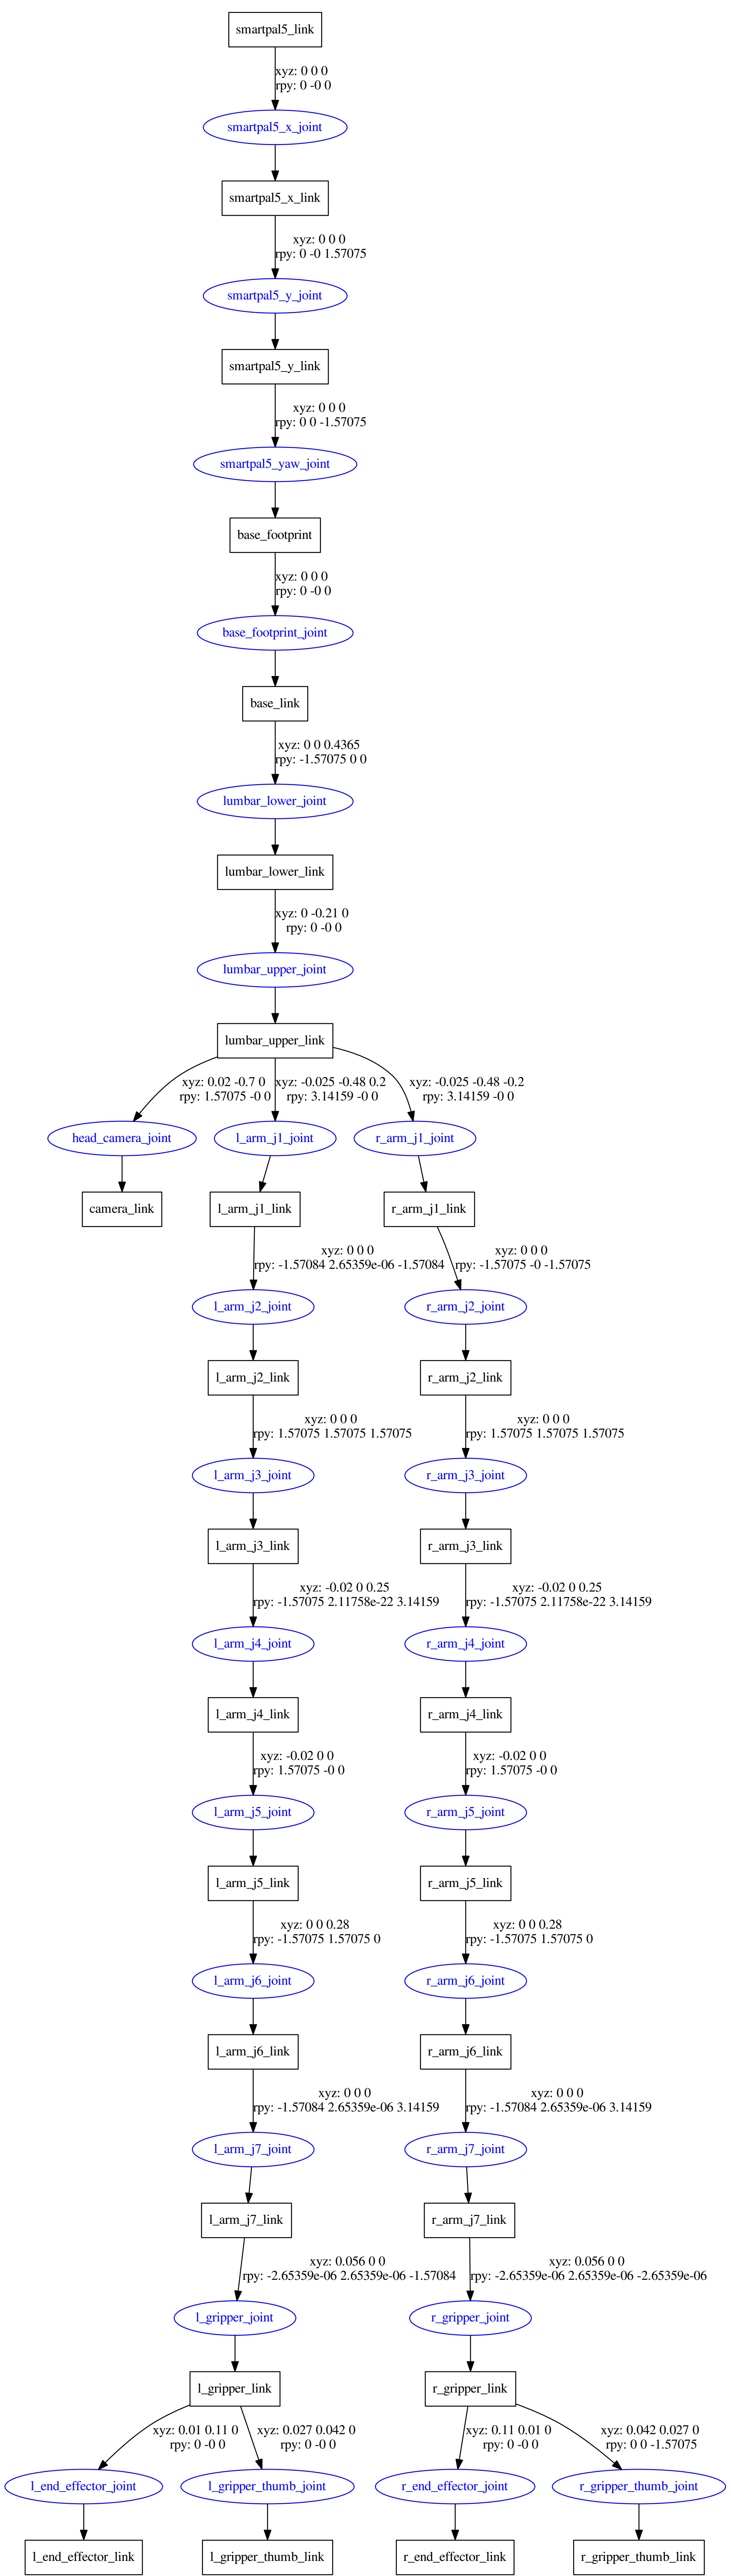 smartpal5_link
xyz: 0 0 0
rpy: 0 -0 0
smartpal5_x_joint
smartpal5_x_link
xyz: 0 0 0
rpy: 0 -0 1.57075
smartpal5_y_joint
smartpal5_y_link
xyz: 0 0 0
rpy: 0 0 -1.57075
smartpal5_yaw_joint
base_footprint
xyz: 0 0 0
rpy: 0 -0 0
base_footprint_joint
base_link
xyz: 0 0 0.4365
rpy: -1.57075 0 0
lumbar_lower_joint
lumbar_lower_link
xyz: 0 -0.21 0
rpy: 0 -0 0
lumbar_upper_joint
lumbar_upper_link
xyz: 0.02 -0.7 0 xyz: -0.025 -0.48 0.2 xyz: -0.025 -0.48 -0.2
rpy: 1.57075 -0 0 rpy: 3.14159 -0 0 rpy: 3.14159 -0 0
head_camera_joint l_arm_j1_joint r_arm_j1_joint
camera_link l_arm_j1_link r_arm_j1_link
xyz: 0 0 0 xyz: 0 0 0
rpy: -1.57084 2.65359e-06 -1.57084 rpy: -1.57075 -0 -1.57075
l_arm_j2_joint r_arm_j2_joint
l_arm_j2_link r_arm_j2_link
xyz: 0 0 0 xyz: 0 0 0
rpy: 1.57075 1.57075 1.57075 rpy: 1.57075 1.57075 1.57075
l_arm_j3_joint r_arm_j3_joint
l_arm_j3_link r_arm_j3_link
xyz: -0.02 0 0.25 xyz: -0.02 0 0.25
rpy: -1.57075 2.11758e-22 3.14159 rpy: -1.57075 2.11758e-22 3.14159
l_arm_j4_joint r_arm_j4_joint
l_arm_j4_link r_arm_j4_link
xyz: -0.02 0 0 xyz: -0.02 0 0
rpy: 1.57075 -0 0 rpy: 1.57075 -0 0
l_arm_j5_joint r_arm_j5_joint
l_arm_j5_link r_arm_j5_link
xyz: 0 0 0.28 xyz: 0 0 0.28
rpy: -1.57075 1.57075 0 rpy: -1.57075 1.57075 0
l_arm_j6_joint r_arm_j6_joint
l_arm_j6_link r_arm_j6_link
xyz: 0 0 0 xyz: 0 0 0
rpy: -1.57084 2.65359e-06 3.14159 rpy: -1.57084 2.65359e-06 3.14159
l_arm_j7_joint r_arm_j7_joint
l_arm_j7_link r_arm_j7_link
xyz: 0.056 0 0 xyz: 0.056 0 0
rpy: -2.65359e-06 2.65359e-06 -1.57084 rpy: -2.65359e-06 2.65359e-06 -2.65359e-06
l_gripper_joint r_gripper_joint
l_gripper_link r_gripper_link
xyz: 0.01 0.11 0 xyz: 0.027 0.042 0 xyz: 0.11 0.01 0 xyz: 0.042 0.027 0
rpy: 0 -0 0 rpy: 0 -0 0 rpy: 0 -0 0 rpy: 0 0 -1.57075
l_end_effector_joint l_gripper_thumb_joint r_end_effector_joint r_gripper_thumb_joint
l_end_effector_link l_gripper_thumb_link r_end_effector_link r_gripper_thumb_link